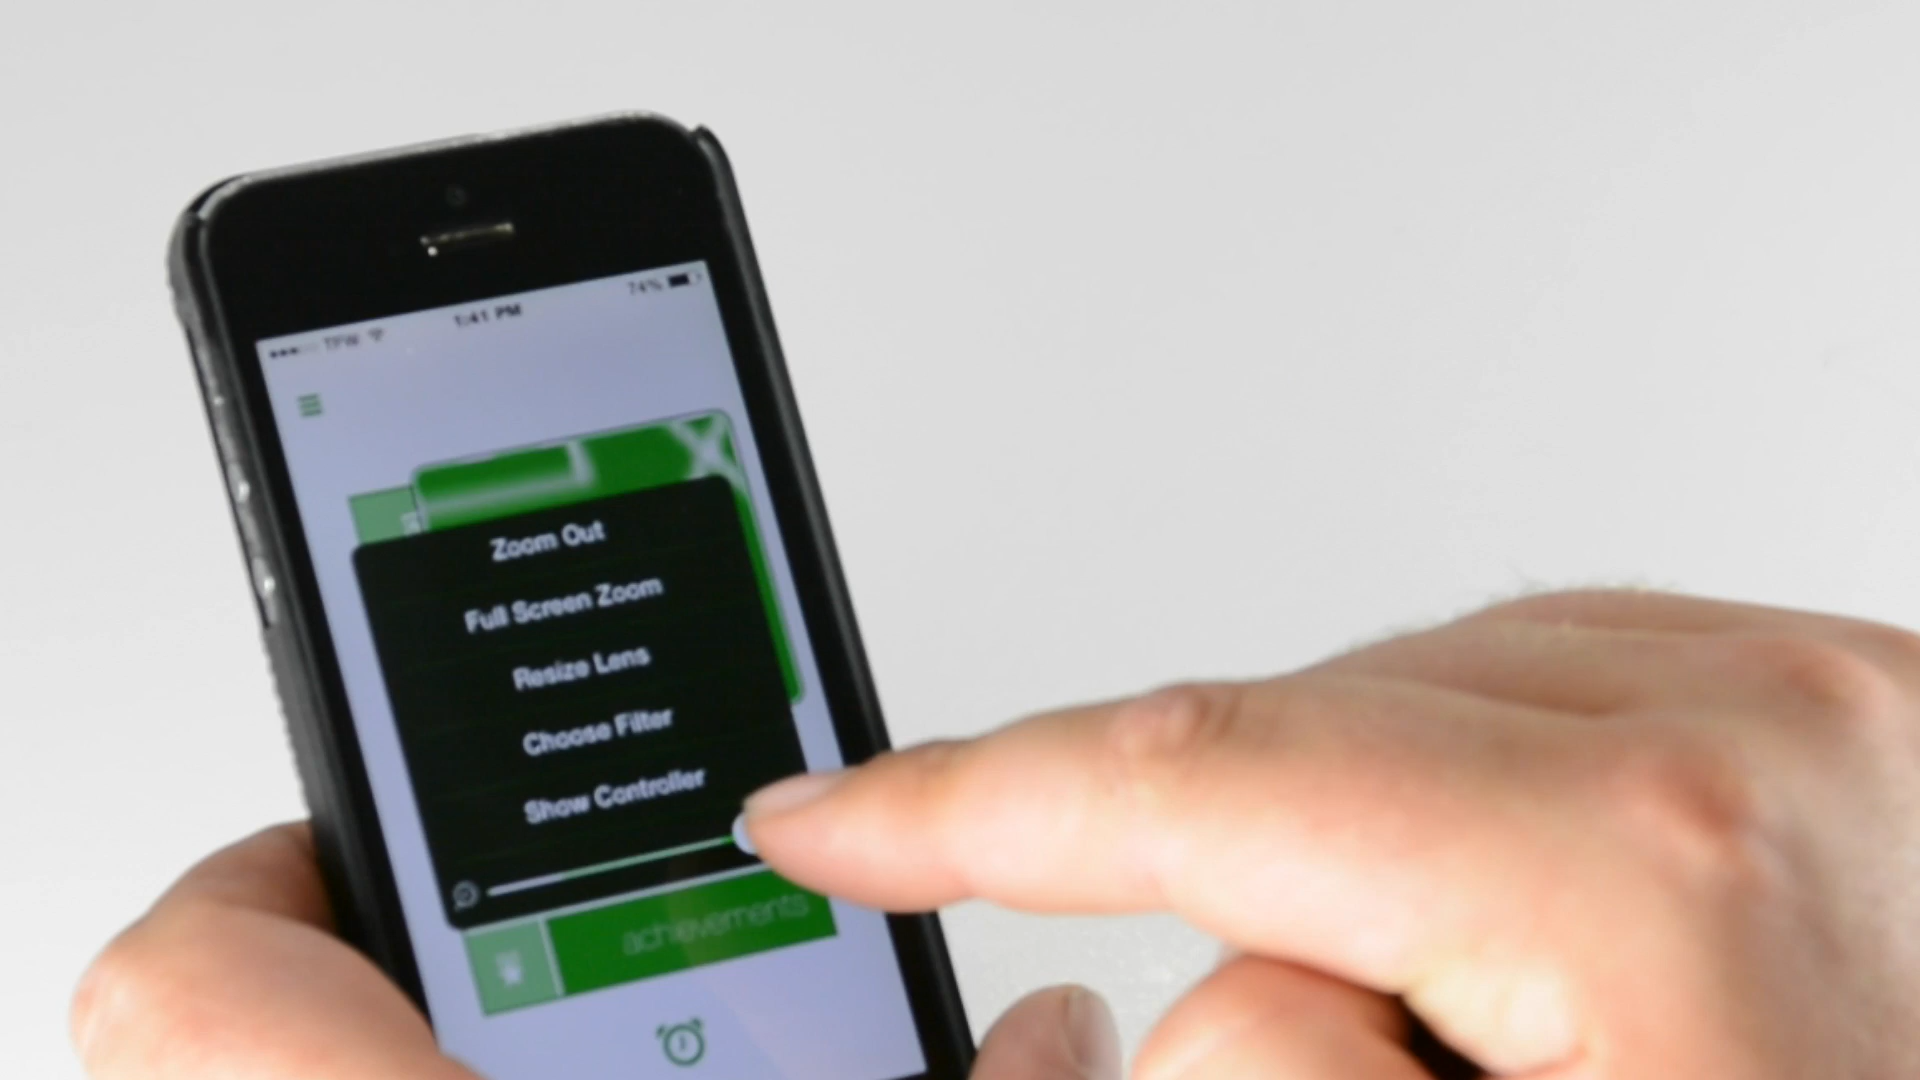 TFW 1:41 PM 74%
Zoom Out
Full Screen Zoom
Resize Lens
Choose Filter
Show Controller
achievements